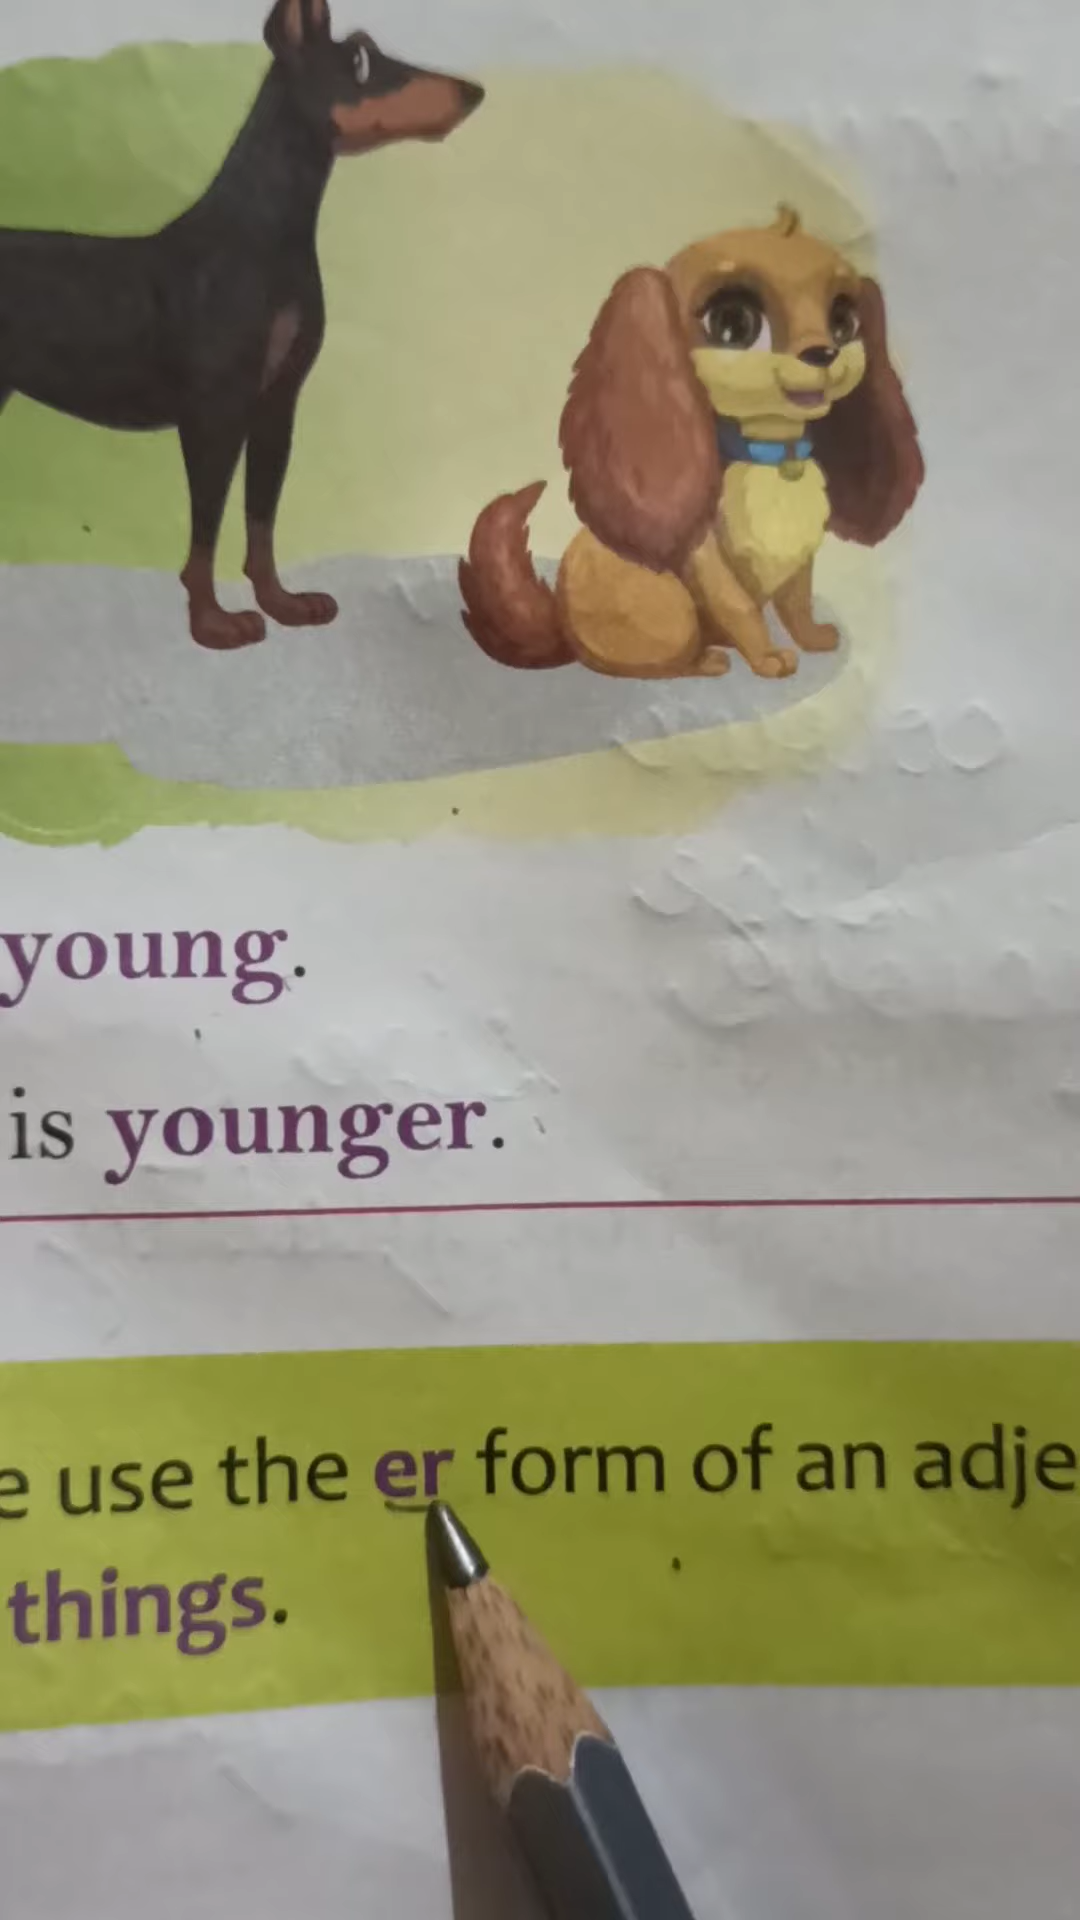 young.
is younger.
e use the er form of an adje
things.